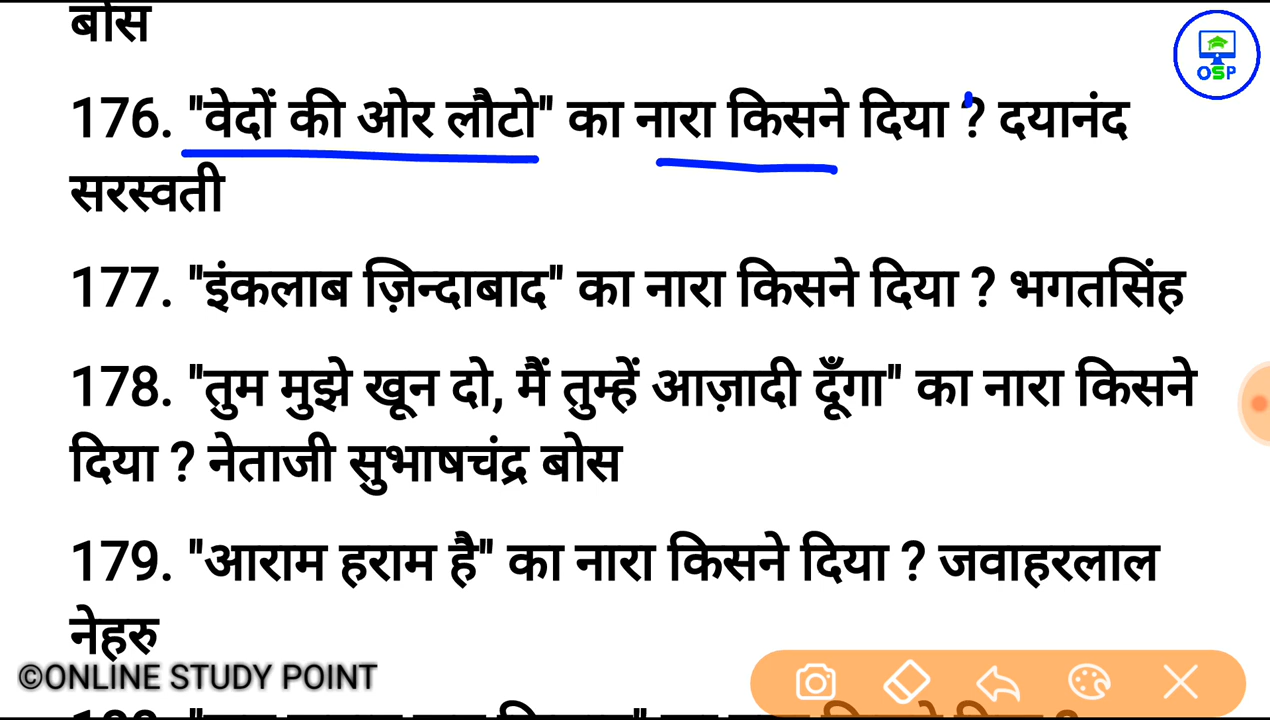 बोस
OSP
176. "वेदों की ओर लौटो" का नारा किसने दिया ? दयानंद
सरस्वती
177. "इंकलाब ज़िन्दाबाद" का नारा किसने दिया ? भगतसिंह
178. "तुम मुझे खून दो, मैं तुम्हें आज़ादी दूँगा" का नारा किसने
दिया ? नेताजी सुभाषचंद्र बोस
179. "आराम हराम है" का नारा किसने दिया ? जवाहरलाल
नेहरु
©ONLINE STUDY POINT